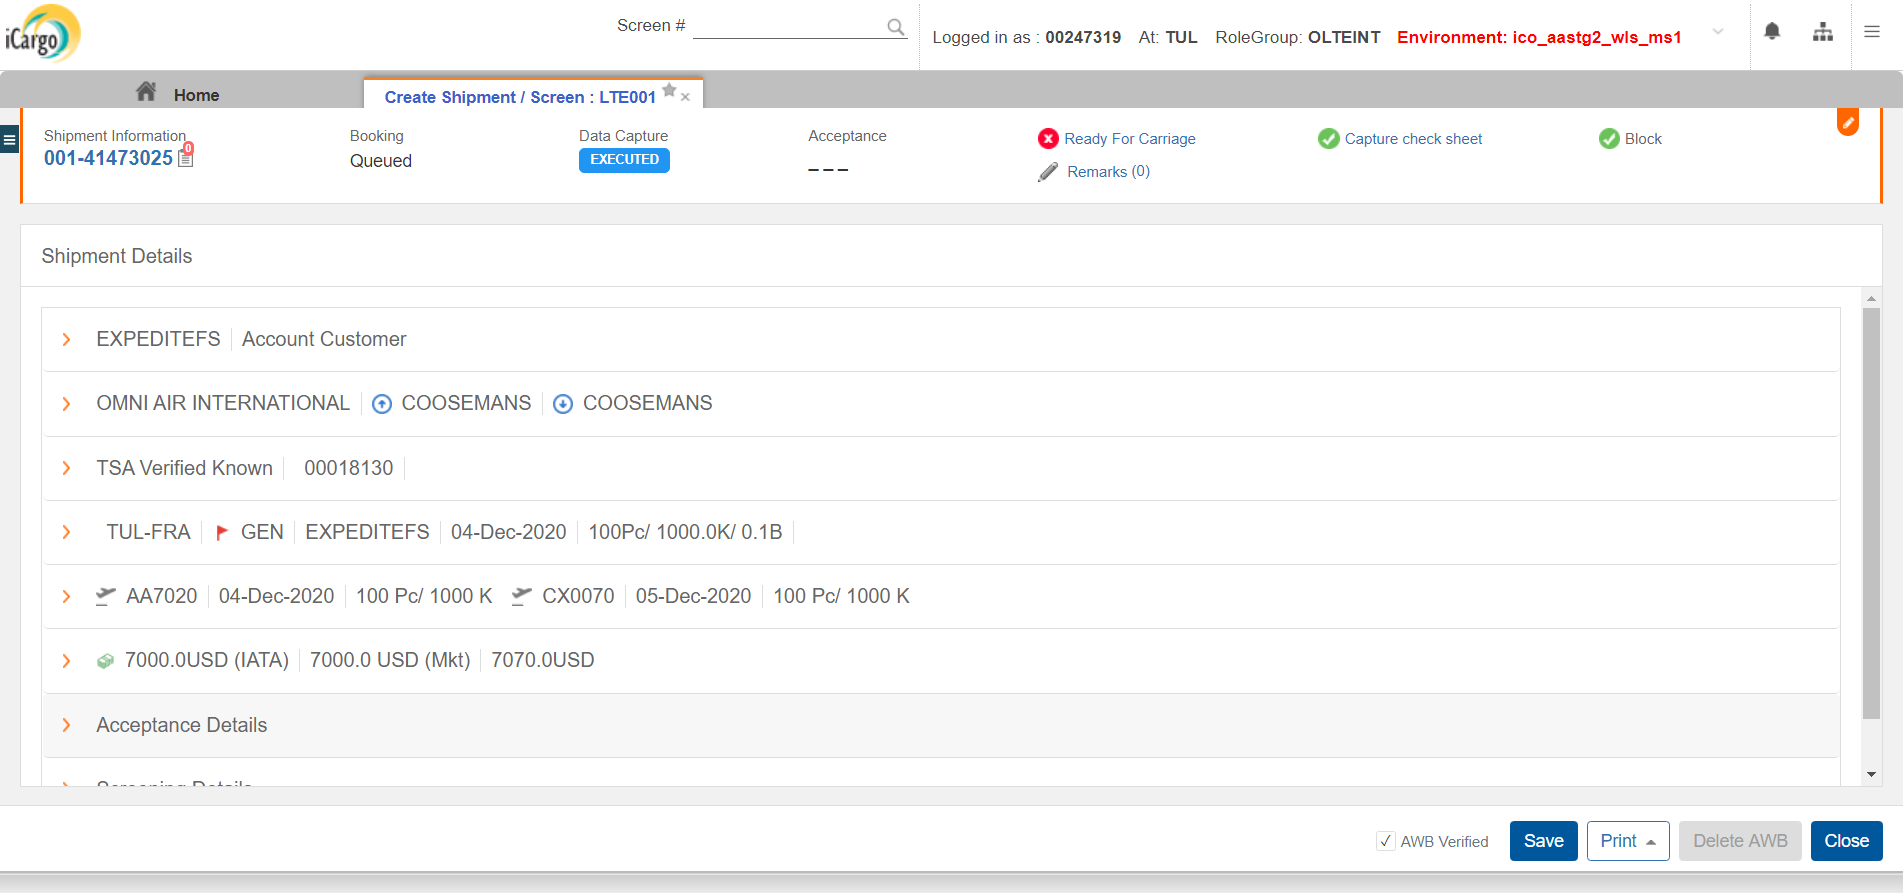 iCargo
Screen #
Logged in as : 00247319 At: TUL RoleGroup: OLTEINT Environment: ico_aastg2_wls_ms1
Home
Create Shipment / Screen : LTE001
Shipment Information
Booking
Data Capture
Acceptance
Ready For Carriage
Capture check sheet
Block
001-41473025 0
Queued
EXECUTED
– – –
Remarks (0)
Shipment Details
EXPEDITEFS Account Customer
OMNI AIR INTERNATIONAL COOSEMANS COOSEMANS
TSA Verified Known 00018130
TUL-FRA GEN EXPEDITEFS 04-Dec-2020 100Pc/ 1000.0K/ 0.1B
AA7020 04-Dec-2020 100 Pc/ 1000 K CX0070 05-Dec-2020 100 Pc/ 1000 K
7000.0USD (IATA) 7000.0 USD (Mkt) 7070.0USD
Acceptance Details
Screening Details
AWB Verified Save Print Delete AWB Close